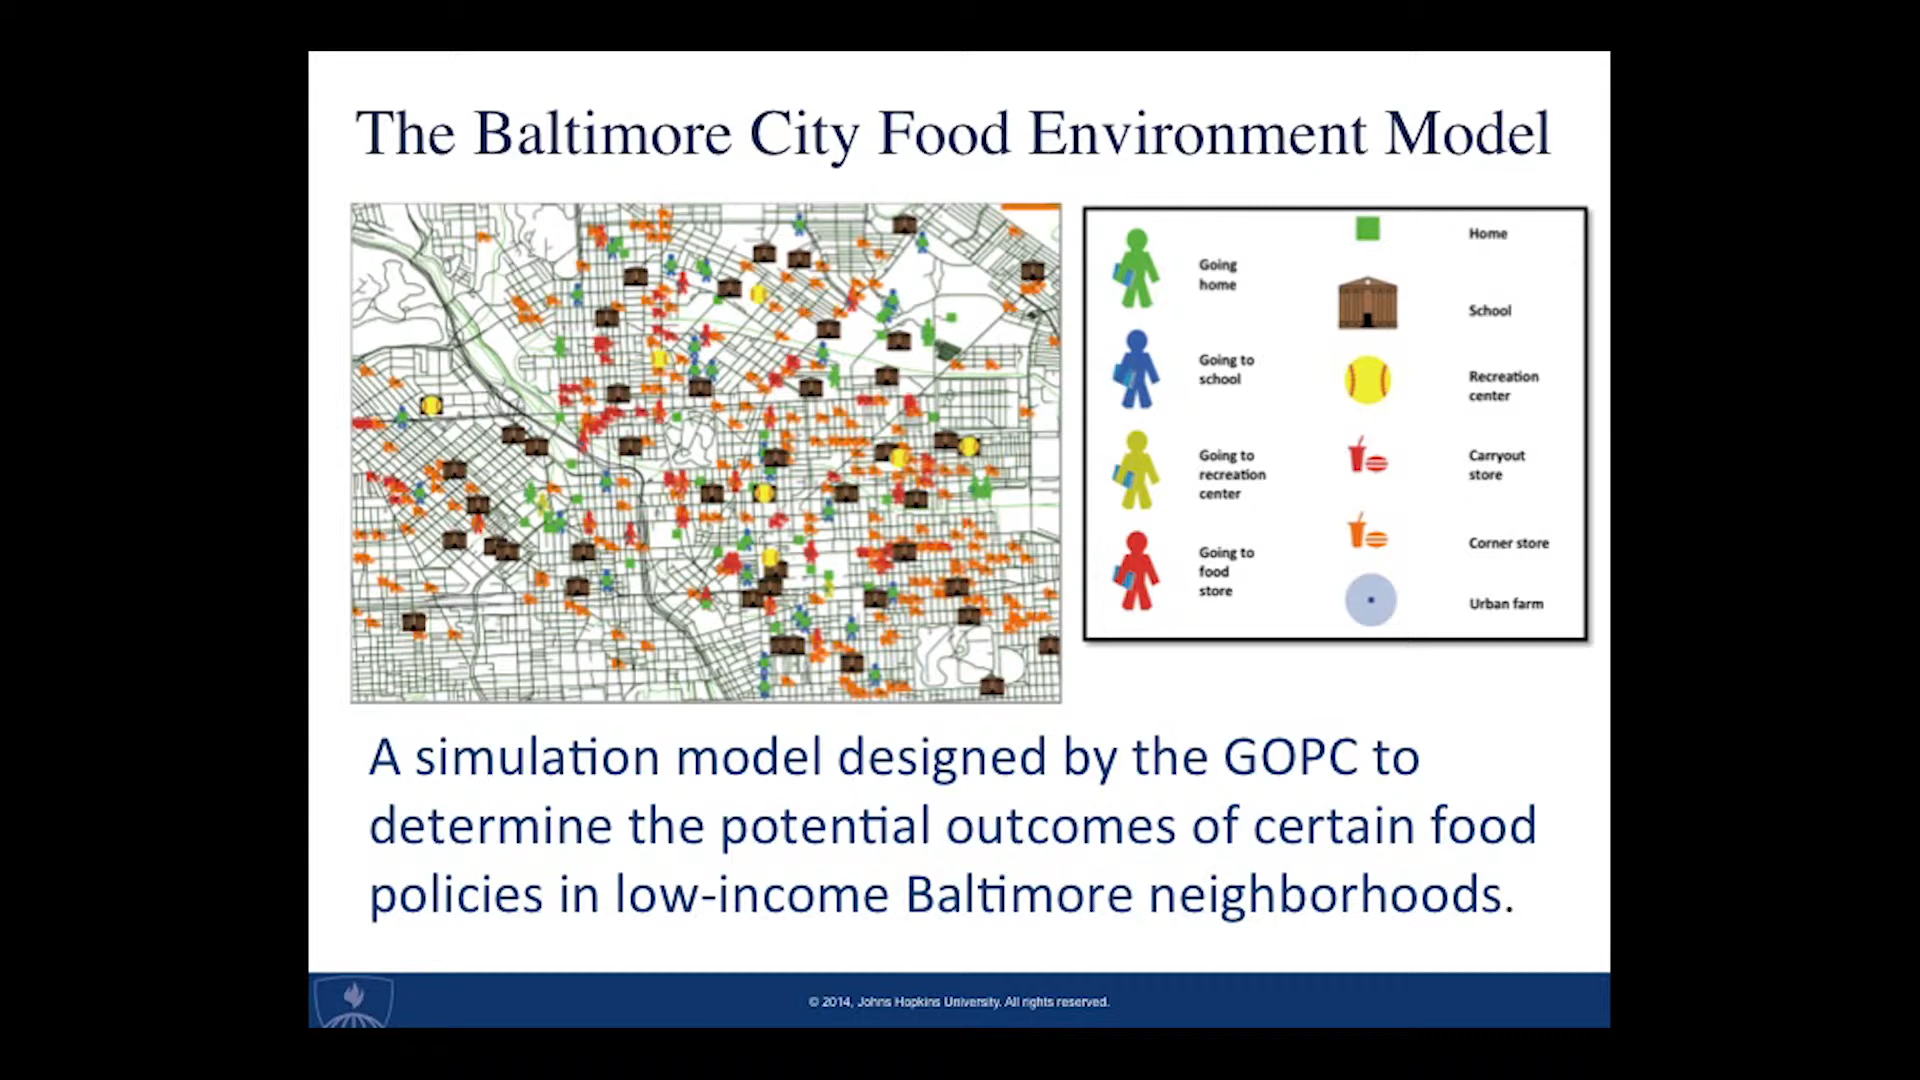 The Baltimore City Food Environment Model
Going
home
Going to
school
Going to
recreation
center
Going to
food
store
Home
School
Recreation
center
Carryout
store
Corner store
Urban farm
A simulation model designed by the GOPC to
determine the potential outcomes of certain food
policies in low-income Baltimore neighborhoods.
© 2014, Johns Hopkins University. All rights reserved.